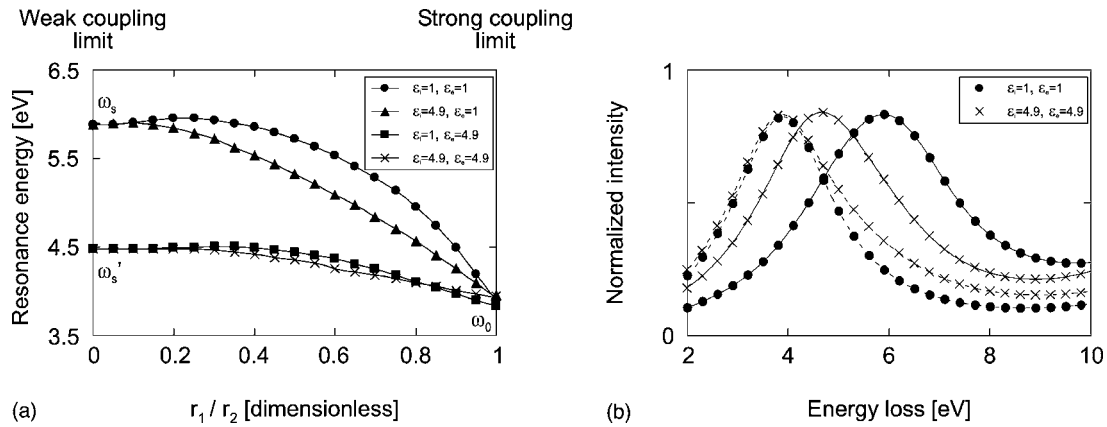 Weak coupling
limit
Strong coupling
limit
6.5
5.5
4.5
3.5
Resonance energy [eV]
ωₛ
ωₛ'
ω₀
εᵢ=1, εₑ=1
εᵢ=4.9, εₑ=1
εᵢ=1, εₑ=4.9
εᵢ=4.9, εₑ=4.9
0 0.2 0.4 0.6 0.8 1
(a)
r₁ / r₂ [dimensionless]
1
0
Normalized intensity
εᵢ=1, εₑ=1
εᵢ=4.9, εₑ=4.9
2 4 6 8 10
(b)
Energy loss [eV]